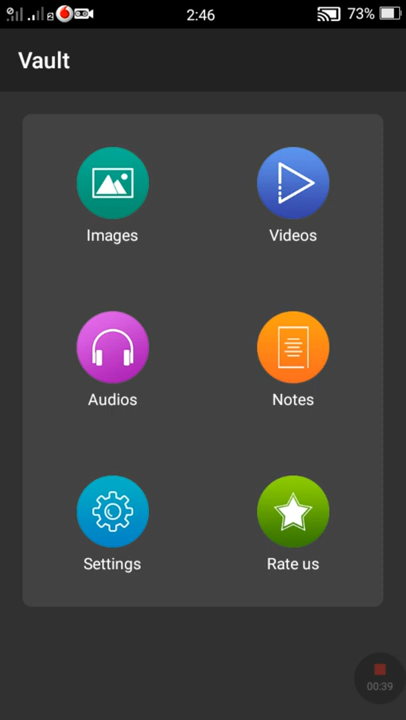 2:46
73%
Vault
Images
Videos
Audios
Notes
Settings
Rate us
00:39